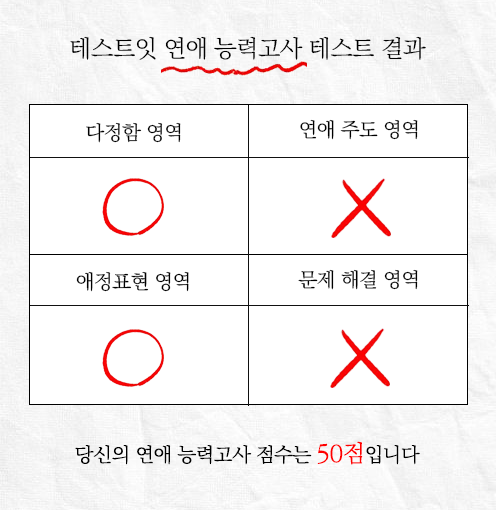 테스트잇 연애 능력고사 테스트 결과
다정함 영역
연애 주도 영역
애정표현 영역
문제 해결 영역
당신의 연애 능력고사 점수는 50점입니다